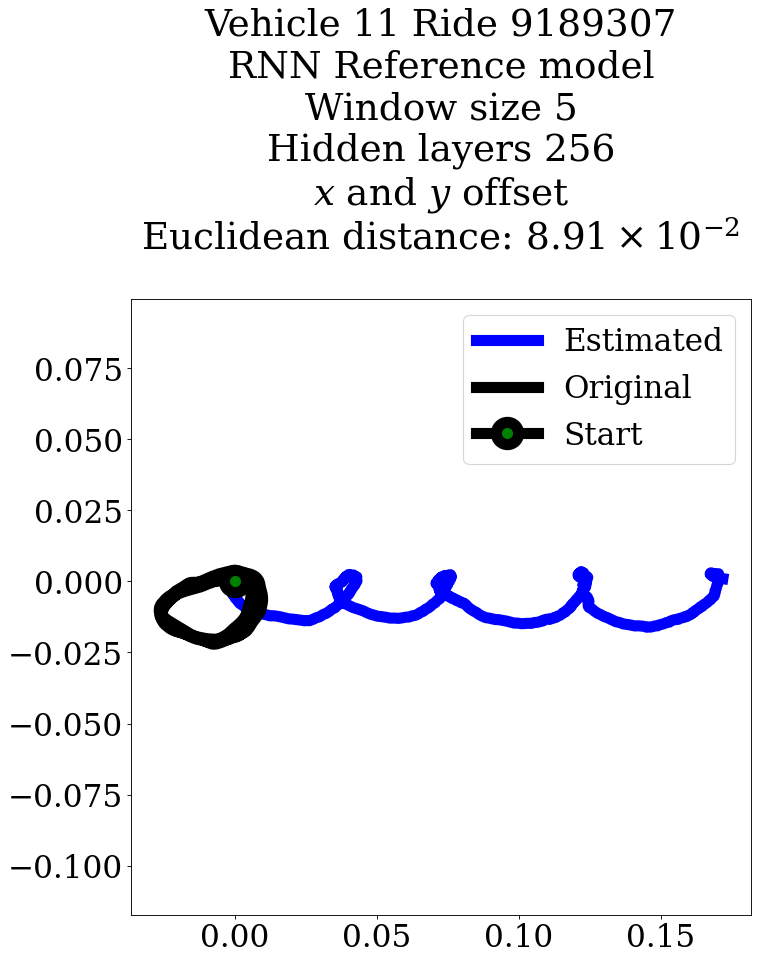 Vehicle 11 Ride 9189307
RNN Reference model
Window size 5
Hidden layers 256
x and y offset
Euclidean distance: 8.91 × 10⁻²
Estimated
Original
Start
0.075
0.050
0.025
0.000
−0.025
−0.050
−0.075
−0.100
0.00 0.05 0.10 0.15